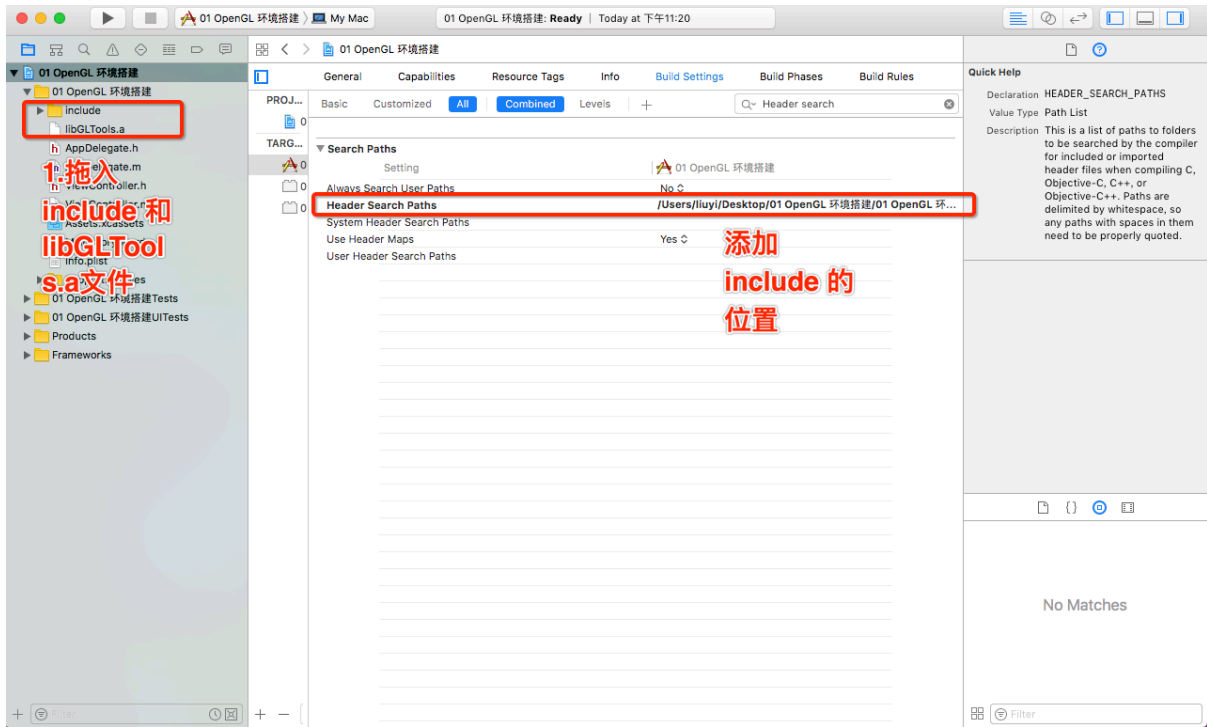 01 OpenGL 环境搭建
My Mac
01 OpenGL 环境搭建: Ready | Today at 下午11:20
01 OpenGL 环境搭建
01 OpenGL 环境搭建
include
libGLTools.a
AppDelegate.h
1.拖入
include 和
libGLTool
s.a文件
ViewController.h
Assets.xcassets
Info.plist
01 OpenGL 环境搭建Tests
01 OpenGL 环境搭建UITests
Products
Frameworks
Filter
01 OpenGL 环境搭建
General Capabilities Resource Tags Info Build Settings Build Phases Build Rules
PROJ...
Basic Customized All Combined Levels + Header search
0
TARG...
0
0
0
Search Paths
Setting 01 OpenGL 环境搭建
Always Search User Paths No
Header Search Paths /Users/liuyi/Desktop/01 OpenGL 环境搭建/01 OpenGL 环...
System Header Search Paths
Use Header Maps Yes
User Header Search Paths
添加
include 的
位置
Quick Help
Declaration HEADER_SEARCH_PATHS
Value Type Path List
Description This is a list of paths to folders
to be searched by the compiler
for included or imported
header files when compiling C,
Objective-C, C++, or
Objective-C++. Paths are
delimited by whitespace, so
any paths with spaces in them
need to be properly quoted.
No Matches
Filter